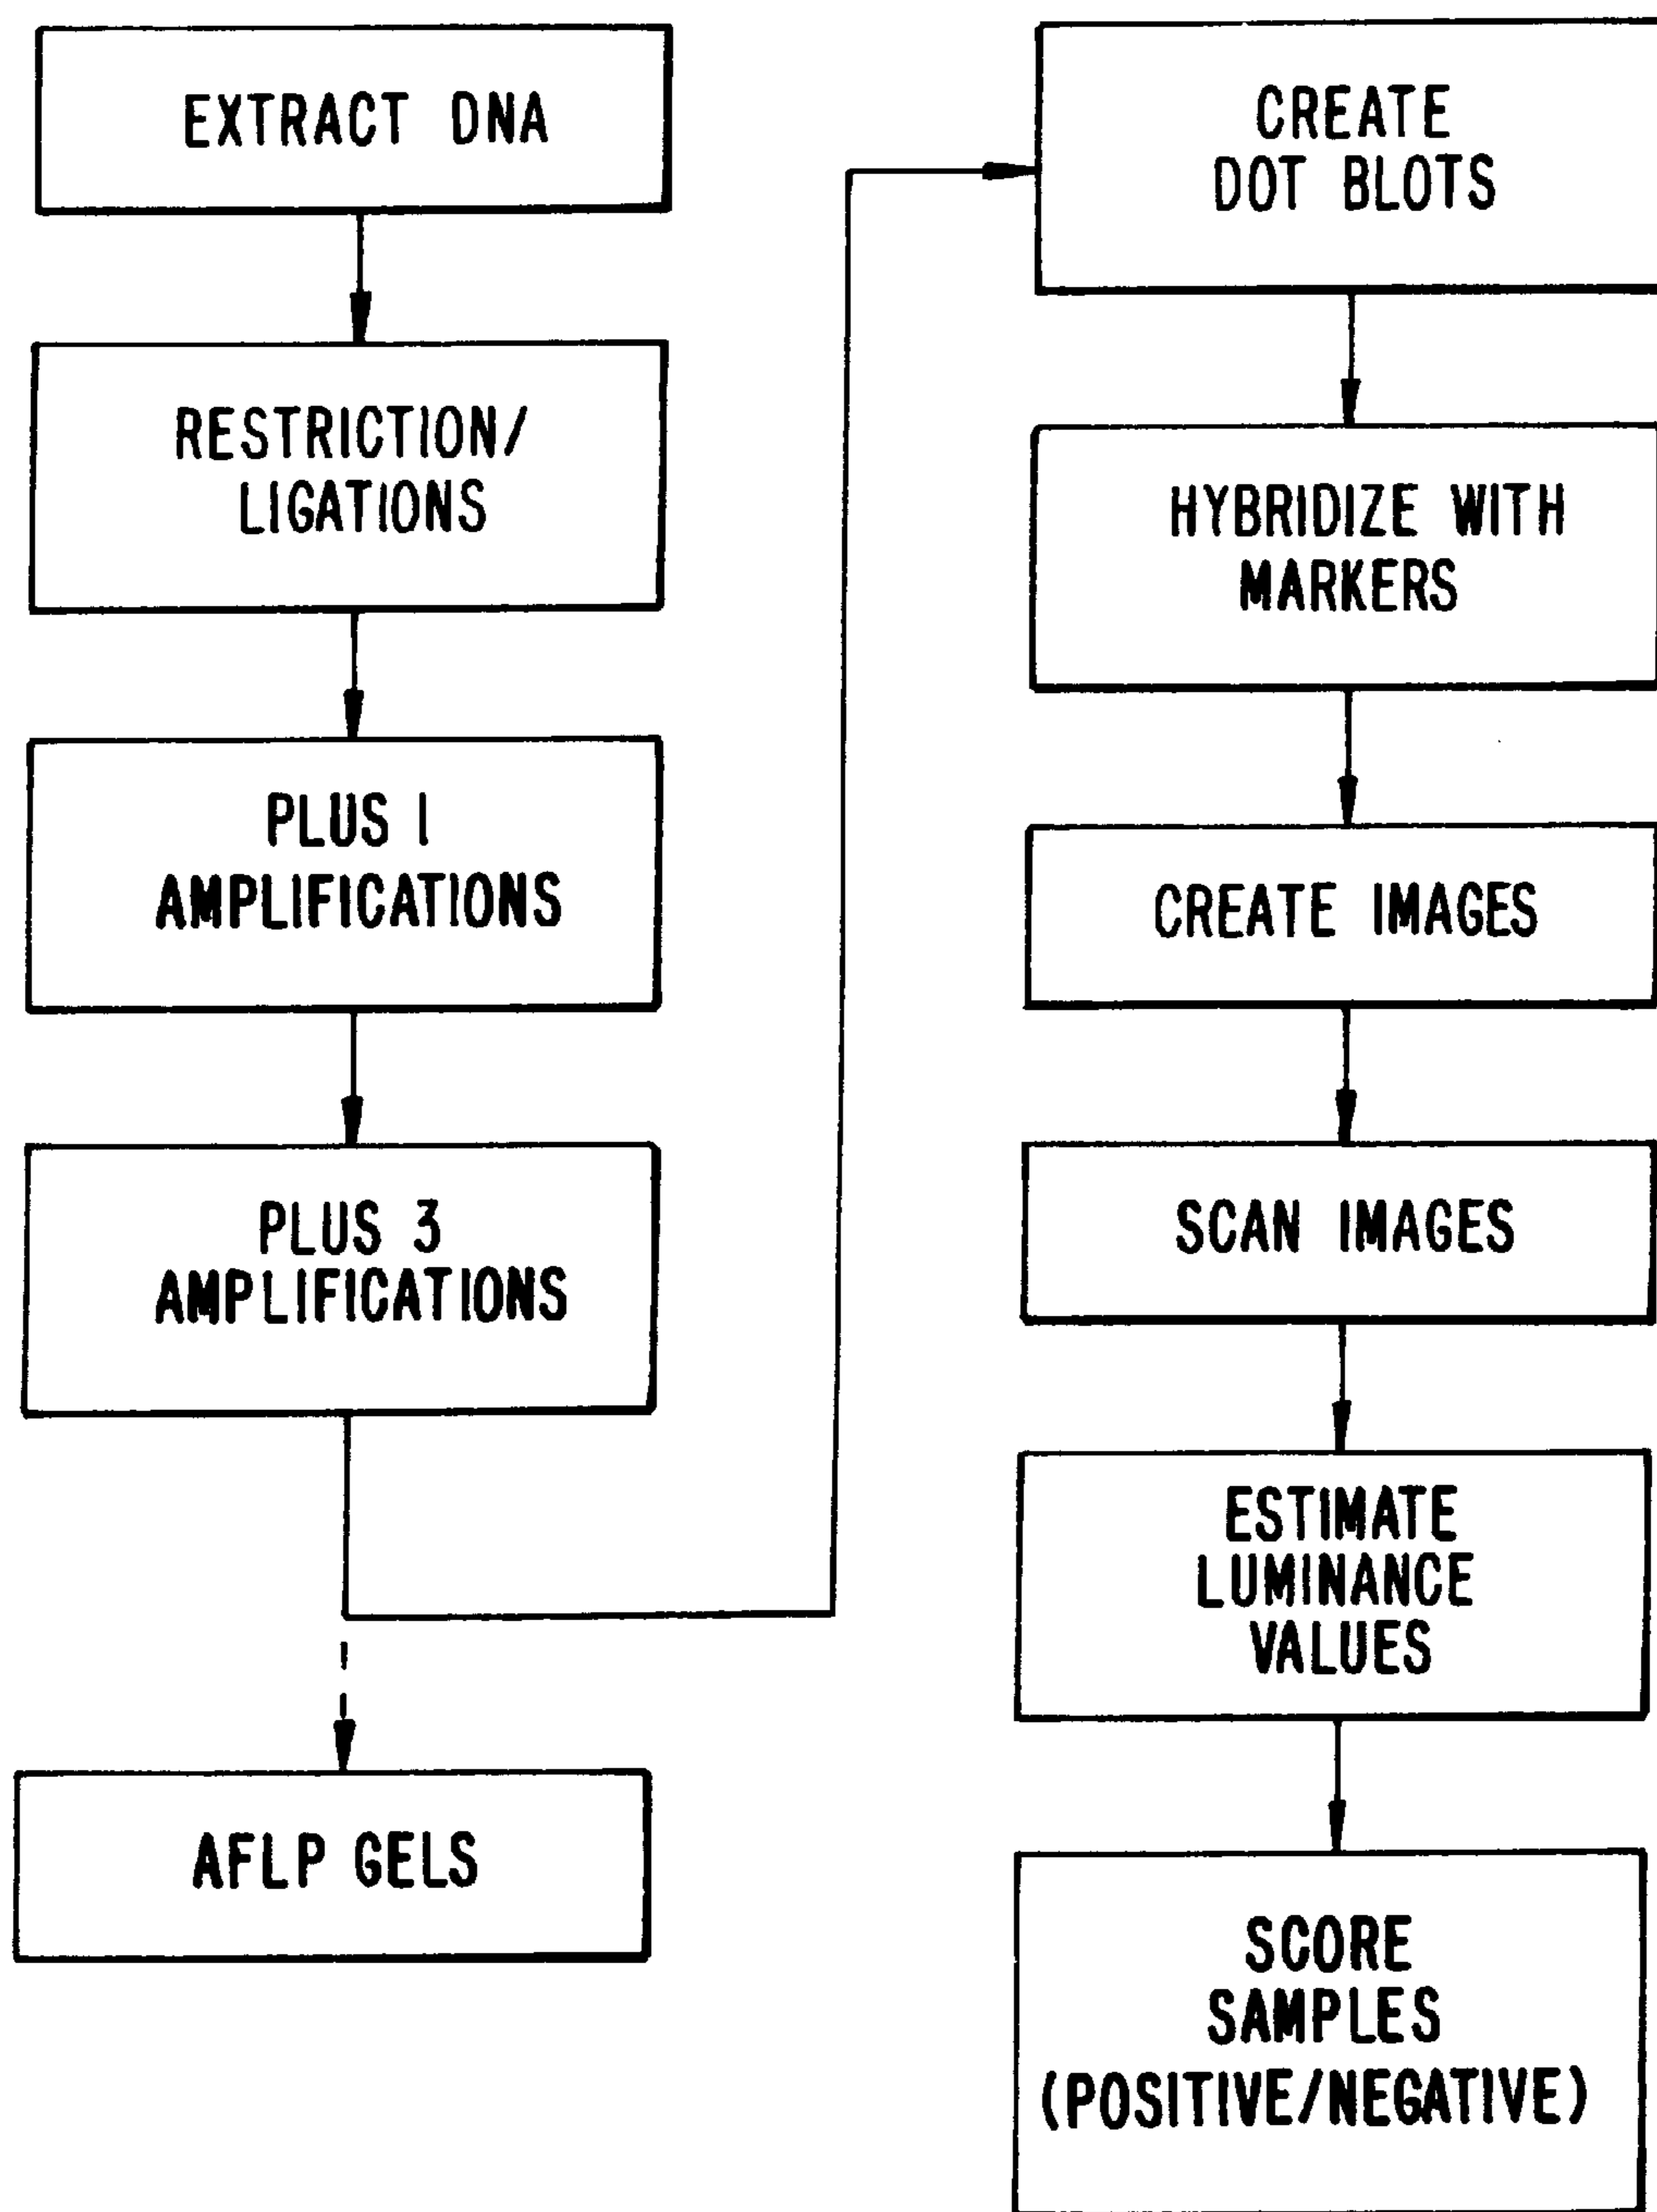 EXTRACT DNA
RESTRICTION/
LIGATIONS
PLUS 1
AMPLIFICATIONS
PLUS 3
AMPLIFICATIONS
AFLP GELS
CREATE
DOT BLOTS
HYBRIDIZE WITH
MARKERS
CREATE IMAGES
SCAN IMAGES
ESTIMATE
LUMINANCE
VALUES
SCORE
SAMPLES
(POSITIVE/NEGATIVE)